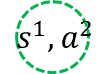 s¹, a²